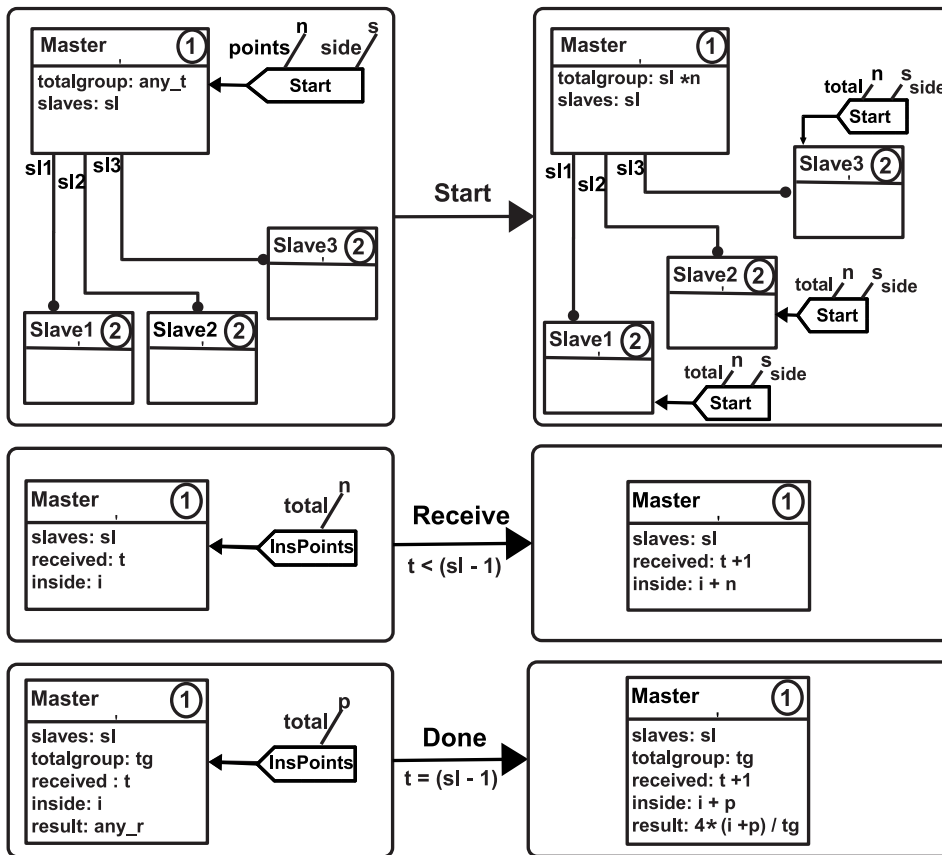 Master 1
totalgroup: any_t
slaves: sl
points n
side s
Start
sl1
sl2
sl3
Slave3 2
Slave1 2
Slave2 2
Start
Master 1
totalgroup: sl *n
slaves: sl
sl1
sl2
sl3
total n
s side
Start
Slave3 2
Slave2 2
total n
s side
Start
Slave1 2
total n
s side
Start
Master 1
slaves: sl
received: t
inside: i
total n
InsPoints
Receive
t < (sl - 1)
Master 1
slaves: sl
received: t +1
inside: i + n
Master 1
slaves: sl
totalgroup: tg
received : t
inside: i
result: any_r
total p
InsPoints
Done
t = (sl - 1)
Master 1
slaves: sl
totalgroup: tg
received: t +1
inside: i + p
result: 4* (i +p) / tg